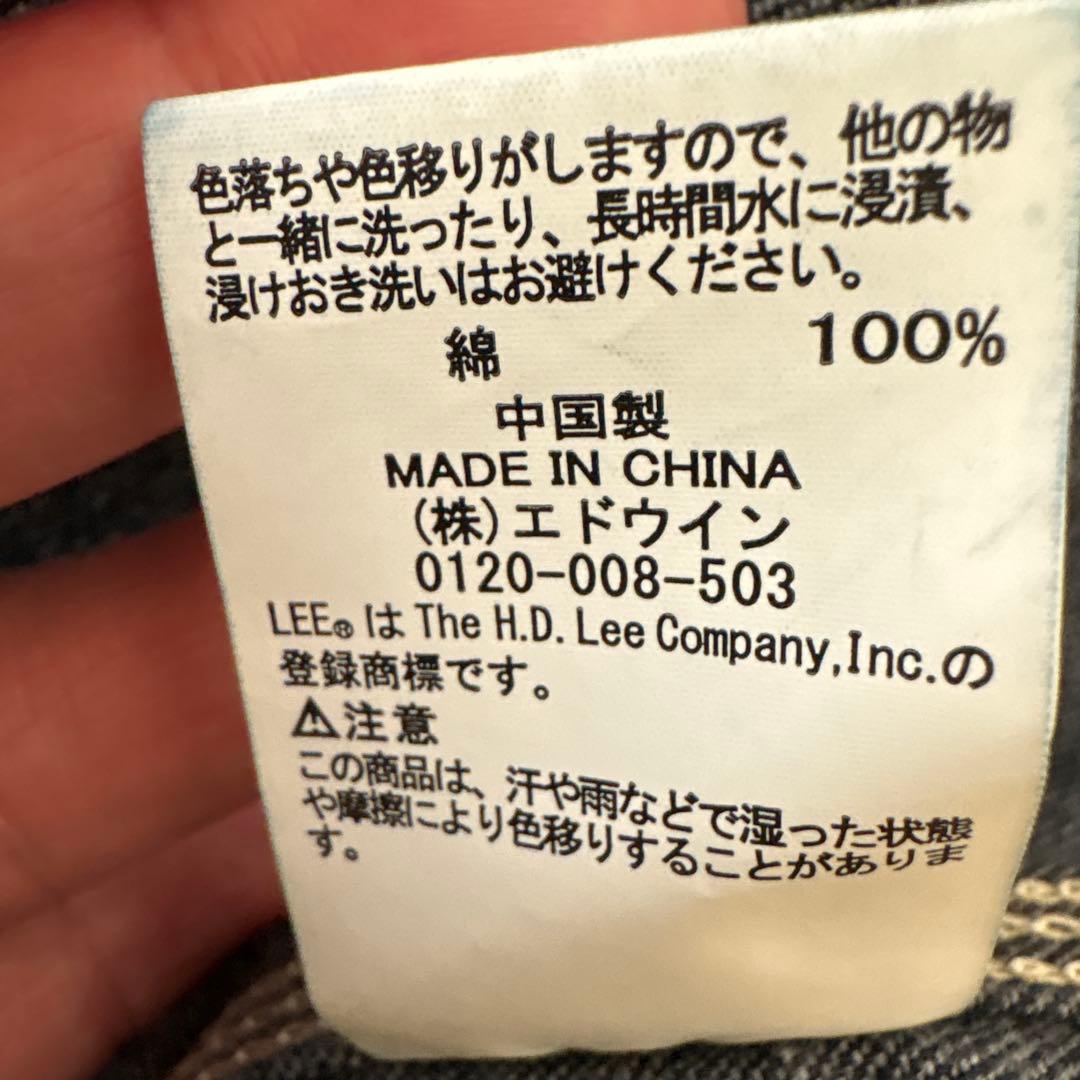 色落ちや色移りがしますので、他の物
と一緒に洗ったり、長時間水に浸漬、
浸けおき洗いはお避けください。
綿 100%
中国製
MADE IN CHINA
(株)エドウイン
0120-008-503
LEE®は The H.D. Lee Company,Inc.の
登録商標です。
⚠注意
この商品は、汗や雨などで湿った状態
や摩擦により色移りすることがありま
す。